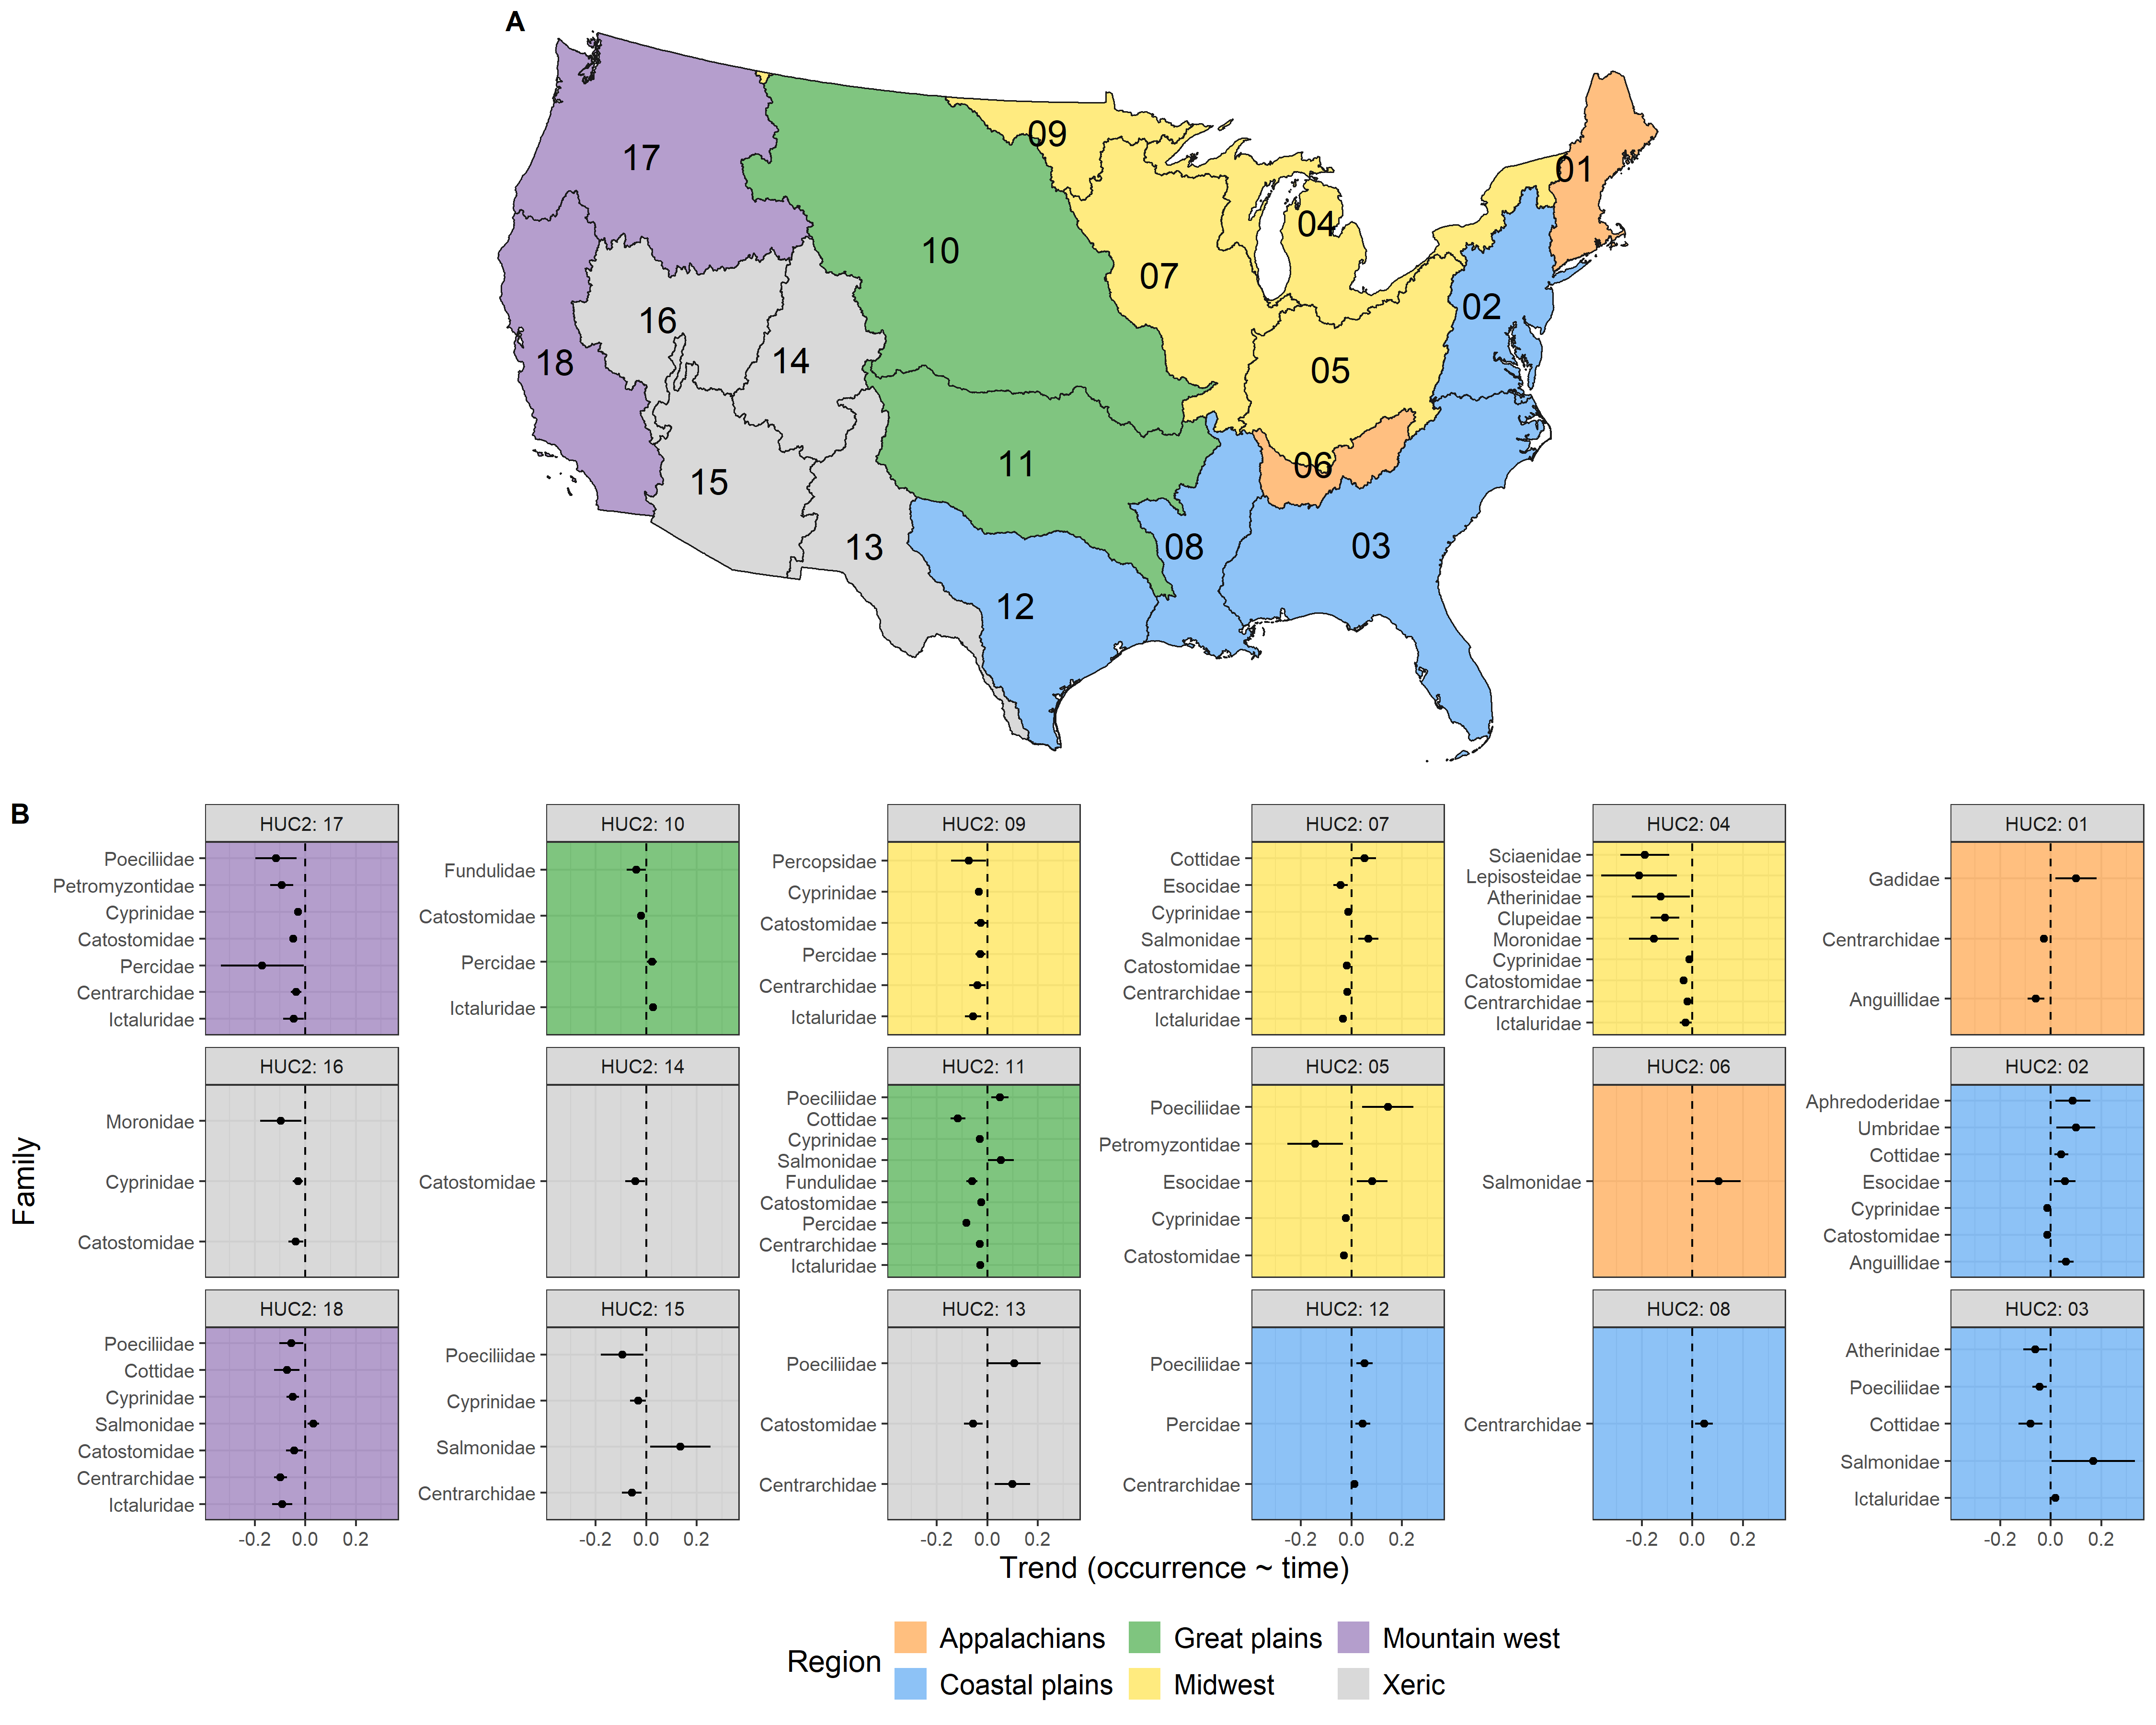 A
17
09
01
04
10
07
02
16
18
14
05
15
11
06
13
08
03
12
B
Family
HUC2: 17
Poeciliidae
Petromyzontidae
Cyprinidae
Catostomidae
Percidae
Centrarchidae
Ictaluridae
HUC2: 10
Fundulidae
Catostomidae
Percidae
Ictaluridae
HUC2: 09
Percopsidae
Cyprinidae
Catostomidae
Percidae
Centrarchidae
Ictaluridae
HUC2: 07
Cottidae
Esocidae
Cyprinidae
Salmonidae
Catostomidae
Centrarchidae
Ictaluridae
HUC2: 04
Sciaenidae
Lepisosteidae
Atherinidae
Clupeidae
Moronidae
Cyprinidae
Catostomidae
Centrarchidae
Ictaluridae
HUC2: 01
Gadidae
Centrarchidae
Anguillidae
HUC2: 16
Moronidae
Cyprinidae
Catostomidae
HUC2: 14
Catostomidae
HUC2: 11
Poeciliidae
Cottidae
Cyprinidae
Salmonidae
Fundulidae
Catostomidae
Percidae
Centrarchidae
Ictaluridae
HUC2: 05
Poeciliidae
Petromyzontidae
Esocidae
Cyprinidae
Catostomidae
HUC2: 06
Salmonidae
HUC2: 02
Aphredoderidae
Umbridae
Cottidae
Esocidae
Cyprinidae
Catostomidae
Anguillidae
HUC2: 18
Poeciliidae
Cottidae
Cyprinidae
Salmonidae
Catostomidae
Centrarchidae
Ictaluridae
-0.2 0.0 0.2
HUC2: 15
Poeciliidae
Cyprinidae
Salmonidae
Centrarchidae
-0.2 0.0 0.2
HUC2: 13
Poeciliidae
Catostomidae
Centrarchidae
-0.2 0.0 0.2
HUC2: 12
Poeciliidae
Percidae
Centrarchidae
-0.2 0.0 0.2
HUC2: 08
Centrarchidae
-0.2 0.0 0.2
HUC2: 03
Atherinidae
Poeciliidae
Cottidae
Salmonidae
Ictaluridae
-0.2 0.0 0.2
Trend (occurrence ~ time)
Region
Appalachians
Great plains
Mountain west
Coastal plains
Midwest
Xeric